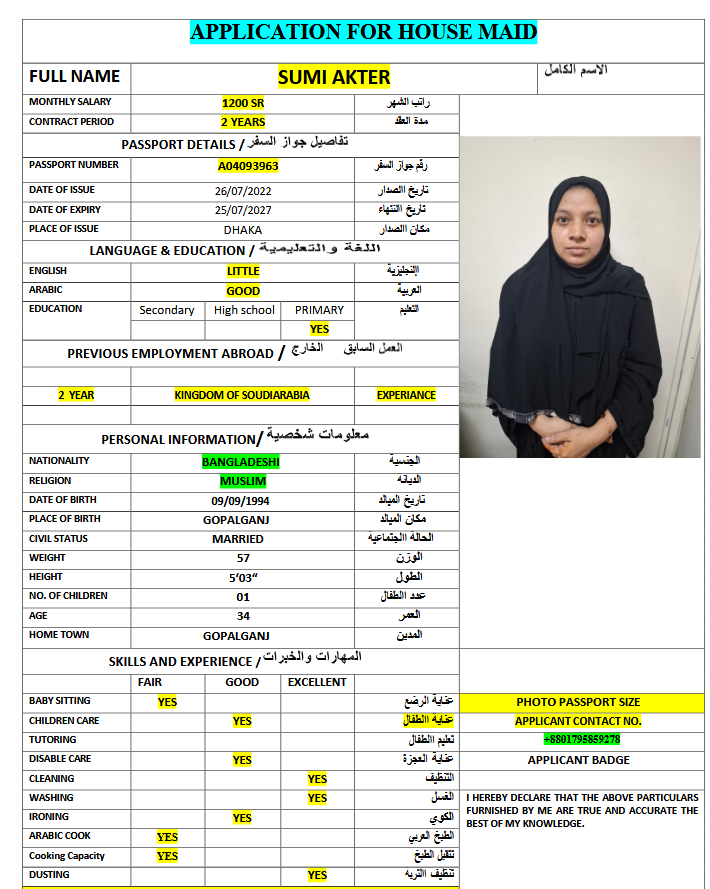 APPLICATION FOR HOUSE MAID
FULL NAME SUMI AKTER الاسم الكامل
MONTHLY SALARY 1200 SR راتب الشهر
CONTRACT PERIOD 2 YEARS مدة العقد
PASSPORT DETAILS / تفاصيل جواز السفر
PASSPORT NUMBER A04093963 رقم جواز السفر
DATE OF ISSUE 26/07/2022 تاريخ االصدار
DATE OF EXPIRY 25/07/2027 تاريخ االنتهاء
PLACE OF ISSUE DHAKA مكان االصدار
LANGUAGE & EDUCATION / اللغة والتعليمية
ENGLISH LITTLE اإلنجليزية
ARABIC GOOD العربية
EDUCATION Secondary High school PRIMARY التعليم
YES
PREVIOUS EMPLOYMENT ABROAD / العمل السابق الخارج
2 YEAR KINGDOM OF SOUDIARABIA EXPERIANCE
PERSONAL INFORMATION/ معلومات شخصية
NATIONALITY BANGLADESHI الجنسية
RELIGION MUSLIM الديانه
DATE OF BIRTH 09/09/1994 تاريخ الميالد
PLACE OF BIRTH GOPALGANJ مكان الميالد
CIVIL STATUS MARRIED الحالة االجتماعية
WEIGHT 57 الوزن
HEIGHT 5'03" الطول
NO. OF CHILDREN 01 عدد االطفال
AGE 34 العمر
HOME TOWN GOPALGANJ المدين
SKILLS AND EXPERIENCE / المهارات والخبرات
FAIR GOOD EXCELLENT
BABY SITTING YES عناية الرضع PHOTO PASSPORT SIZE
CHILDREN CARE YES عناية االطفال APPLICANT CONTACT NO.
TUTORING تعليم االطفال +8801795859278
DISABLE CARE YES عناية العجزة APPLICANT BADGE
CLEANING YES التنظيف
WASHING YES الغسل I HEREBY DECLARE THAT THE ABOVE PARTICULARS
IRONING YES الكوي FURNISHED BY ME ARE TRUE AND ACCURATE THE
ARABIC COOK YES الطبخ العربي BEST OF MY KNOWLEDGE.
Cooking Capacity YES تتقيل الطبخ
DUSTING YES تنظيف االتربه